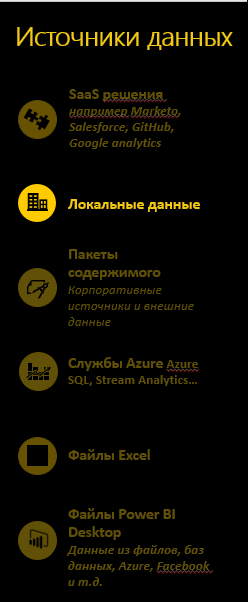 Источники данных
SaaS решения
например Marketo,
Salesforce, GitHub,
Google analytics
Локальные данные
Пакеты
содержимого
Корпоративные
источники и внешние
данные
Службы Azure Azure
SQL, Stream Analytics...
Файлы Excel
Файлы Power BI
Desktop
Данные из файлов, баз
данных, Azure, Facebook
и т.д.